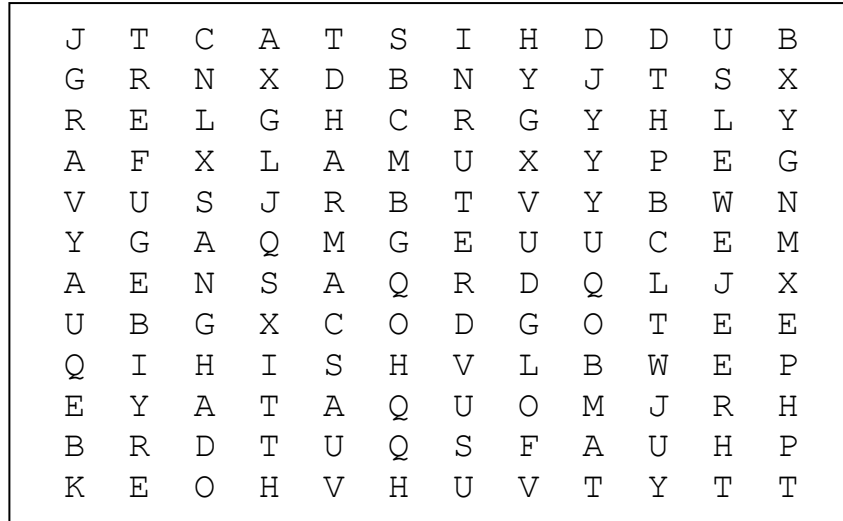 J T C A T S I H D D U B
G R N X D B N Y J T S X
R E L G H C R G Y H L Y
A F X L A M U X Y P E G
V U S J R B T V Y B W N
Y G A Q M G E U U C E M
A E N S A Q R D Q L J X
U B G X C O D G O T E E
Q I H I S H V L B W E P
E Y A T A Q U O M J R H
B R D T U Q S F A U H P
K E O H V H U V T Y T T